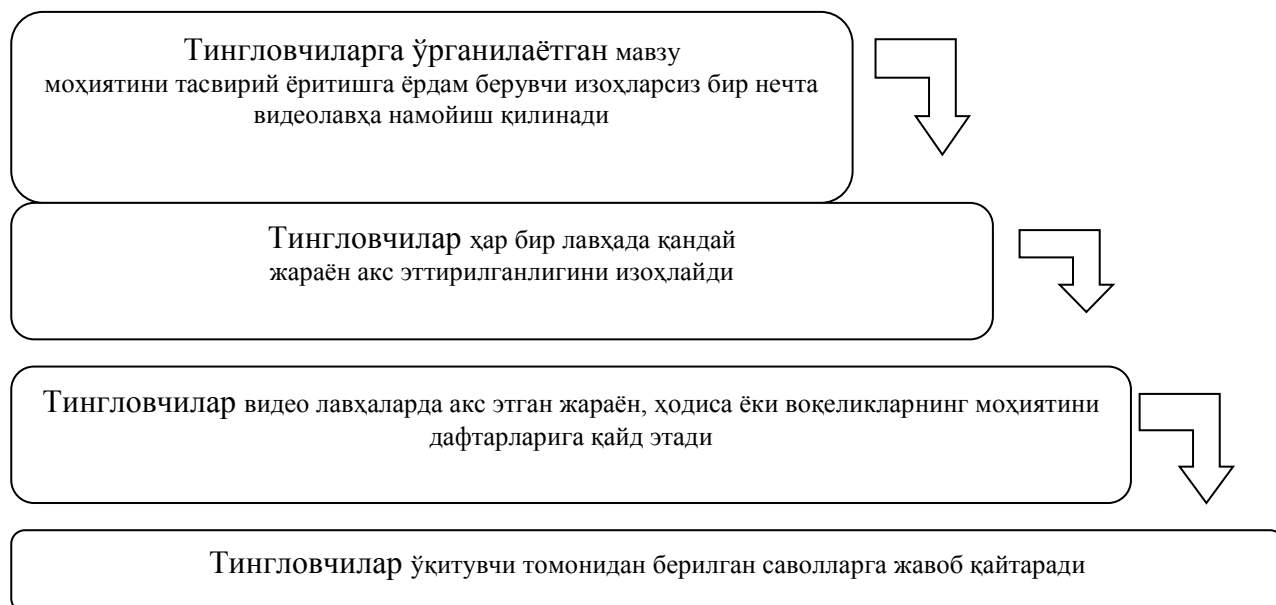 Тингловчиларга ўрганилаётган мавзу
моҳиятини тасвирий ёритишга ёрдам берувчи изоҳларсиз бир нечта
видеолавҳа намойиш қилинади
Тингловчилар ҳар бир лавҳада қандай
жараён акс эттирилганлигини изоҳлайди
Тингловчилар видео лавҳаларда акс этган жараён, ҳодиса ёки воқеликларнинг моҳиятини
дафтарларига қайд этади
Тингловчилар ўқитувчи томонидан берилган саволларга жавоб қайтаради